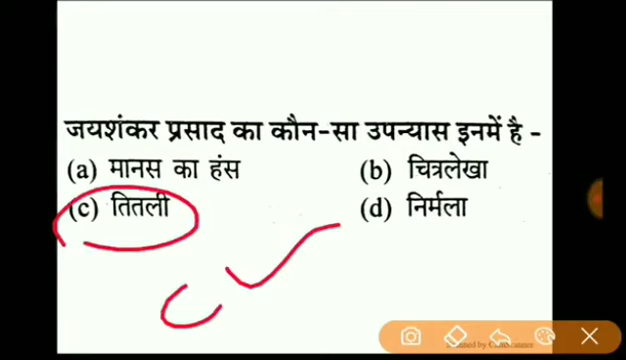 जयशंकर प्रसाद का कौन-सा उपन्यास इनमें है -
(a) मानस का हंस (b) चित्रलेखा
(c) तितली (d) निर्मला